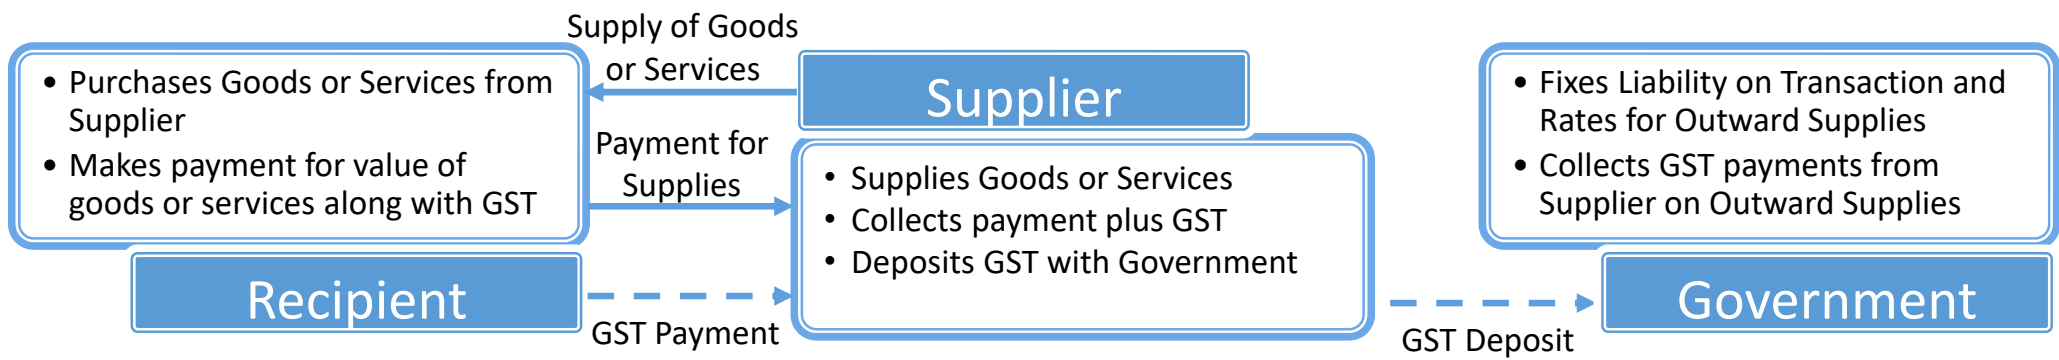 • Purchases Goods or Services from
Supplier
• Makes payment for value of
goods or services along with GST
Recipient
Supply of Goods
or Services
Payment for
Supplies
GST Payment
Supplier
• Supplies Goods or Services
• Collects payment plus GST
• Deposits GST with Government
GST Deposit
• Fixes Liability on Transaction and
Rates for Outward Supplies
• Collects GST payments from
Supplier on Outward Supplies
Government